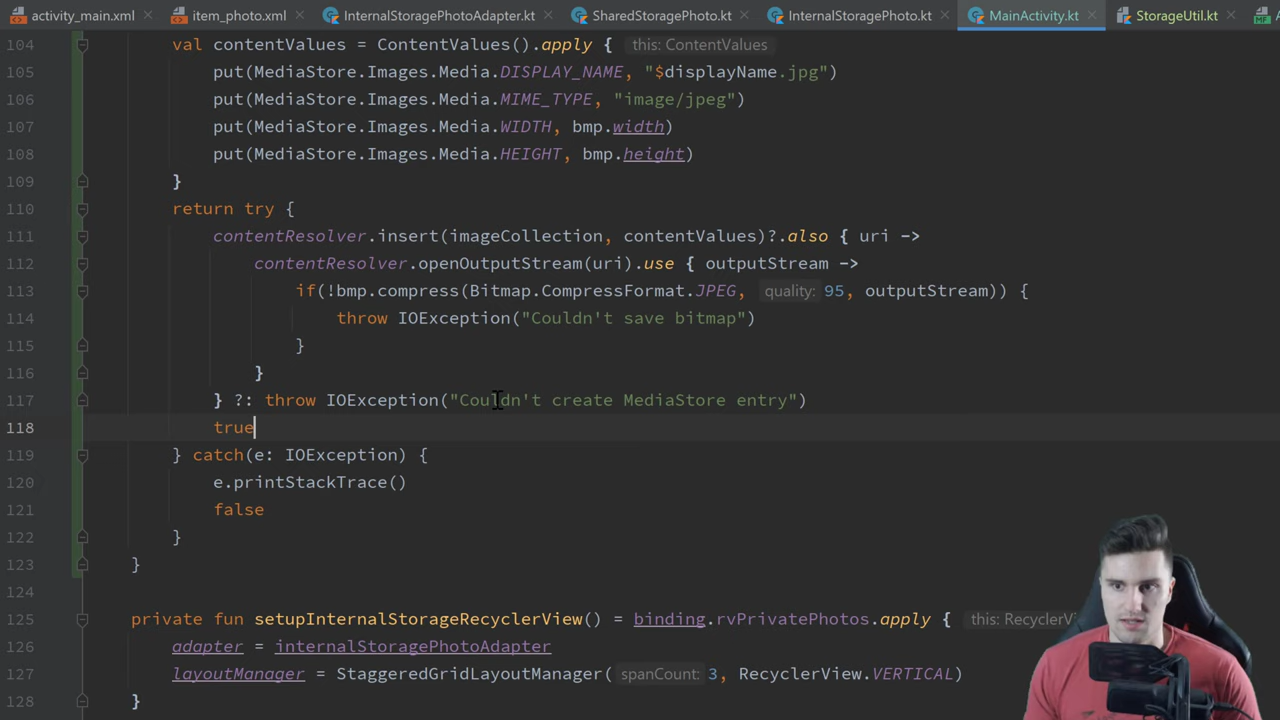 activity_main.xml item_photo.xml InternalStoragePhotoAdapter.kt SharedStoragePhoto.kt InternalStoragePhoto.kt MainActivity.kt StorageUtil.kt
104 val contentValues = ContentValues().apply { this: ContentValues
105 put(MediaStore.Images.Media.DISPLAY_NAME, "$displayName.jpg")
106 put(MediaStore.Images.Media.MIME_TYPE, "image/jpeg")
107 put(MediaStore.Images.Media.WIDTH, bmp.width)
108 put(MediaStore.Images.Media.HEIGHT, bmp.height)
109 }
110 return try {
111 contentResolver.insert(imageCollection, contentValues)?.also { uri ->
112 contentResolver.openOutputStream(uri).use { outputStream ->
113 if(!bmp.compress(Bitmap.CompressFormat.JPEG, quality: 95, outputStream)) {
114 throw IOException("Couldn't save bitmap")
115 }
116 }
117 } ?: throw IOException("Couldn't create MediaStore entry")
118 true
119 } catch(e: IOException) {
120 e.printStackTrace()
121 false
122 }
123 }
124
125 private fun setupInternalStorageRecyclerView() = binding.rvPrivatePhotos.apply { this: RecyclerVi
126 adapter = internalStoragePhotoAdapter
127 layoutManager = StaggeredGridLayoutManager( spanCount: 3, RecyclerView.VERTICAL)
128 }